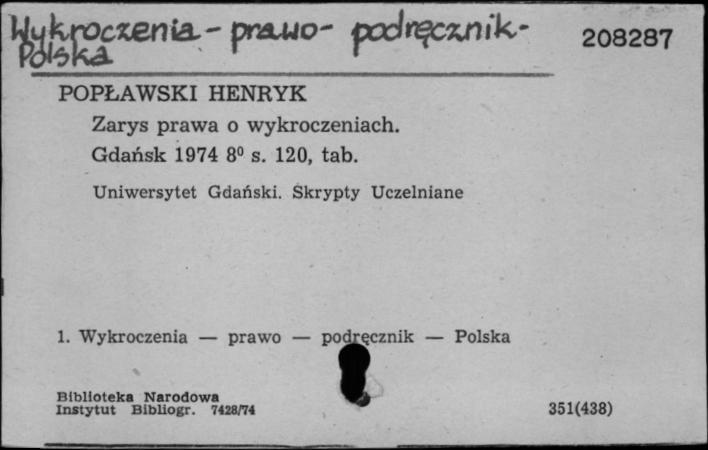 Wykroczenia - prawo - podręcznik -
Polska
208287
POPŁAWSKI HENRYK
Zarys prawa o wykroczeniach.
Gdańsk 1974 8⁰ s. 120, tab.
Uniwersytet Gdański. Skrypty Uczelniane
1. Wykroczenia — prawo — podręcznik — Polska
Biblioteka Narodowa
Instytut Bibliogr. 7428/74
351(438)